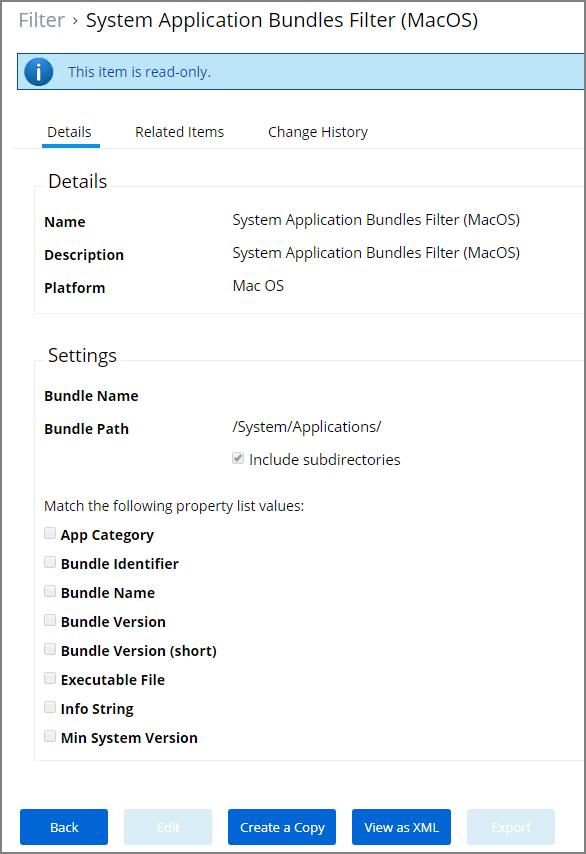 Filter › System Application Bundles Filter (MacOS)
i This item is read-only.
Details Related Items Change History
Details
Name System Application Bundles Filter (MacOS)
Description System Application Bundles Filter (MacOS)
Platform Mac OS
Settings
Bundle Name
Bundle Path /System/Applications/
Include subdirectories
Match the following property list values:
App Category
Bundle Identifier
Bundle Name
Bundle Version
Bundle Version (short)
Executable File
Info String
Min System Version
Back Edit Create a Copy View as XML Export